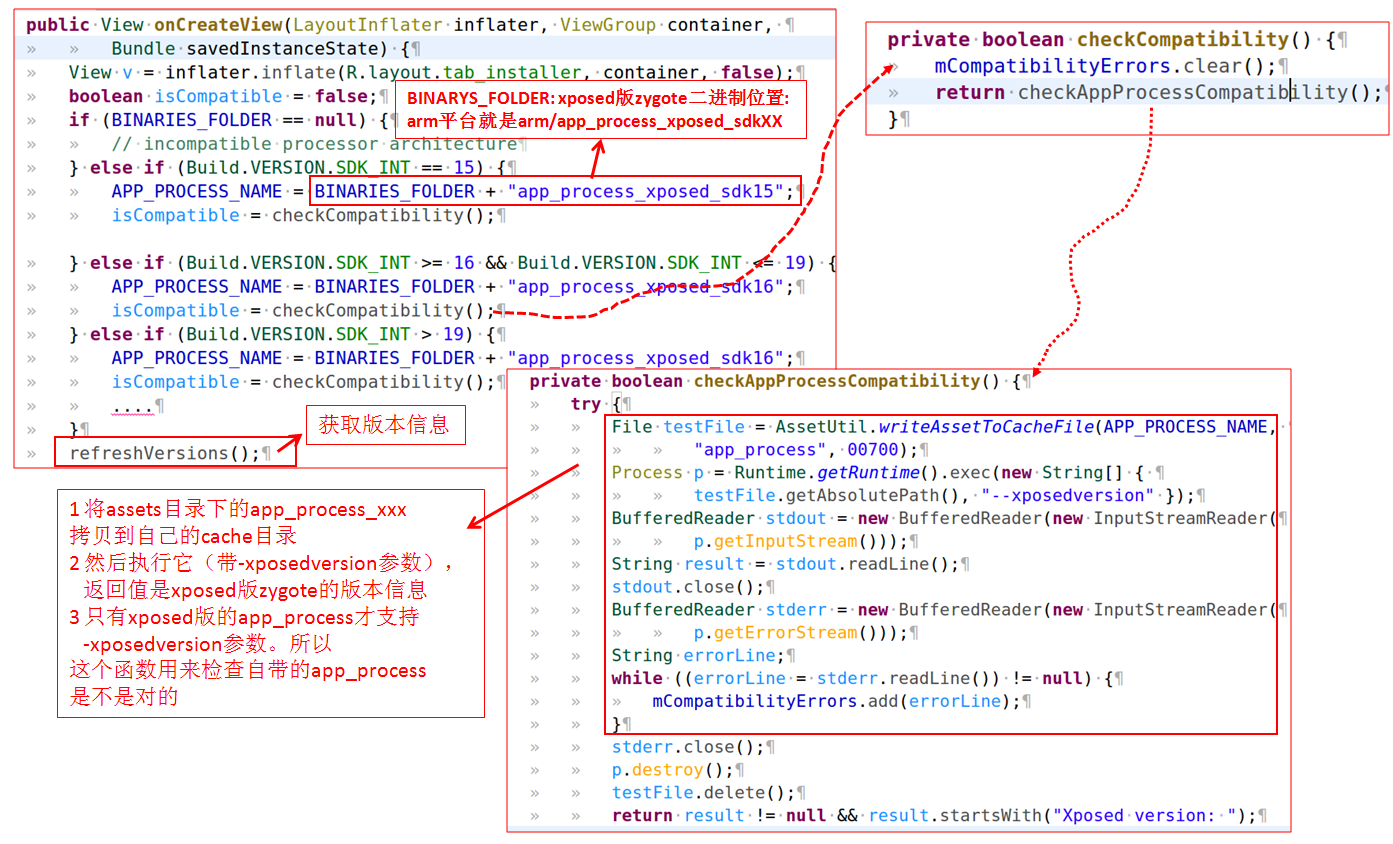 public View onCreateView(LayoutInflater inflater, ViewGroup container, ¶
» » Bundle savedInstanceState) {¶
» View v = inflater.inflate(R.layout.tab_installer, container, false);¶
» boolean isCompatible = false;¶
» if (BINARIES_FOLDER == null) {¶
» » // incompatible processor architecture¶
» } else if (Build.VERSION.SDK_INT == 15) {¶
» » APP_PROCESS_NAME = BINARIES_FOLDER + "app_process_xposed_sdk15";¶
» » isCompatible = checkCompatibility();¶
» } else if (Build.VERSION.SDK_INT >= 16 && Build.VERSION.SDK_INT <= 19) {
» » APP_PROCESS_NAME = BINARIES_FOLDER + "app_process_xposed_sdk16";¶
» » isCompatible = checkCompatibility();¶
» } else if (Build.VERSION.SDK_INT > 19) {¶
» » APP_PROCESS_NAME = BINARIES_FOLDER + "app_process_xposed_sdk16";¶
» » isCompatible = checkCompatibility();¶
» » ....¶
» }¶
» refreshVersions();¶
BINARYS_FOLDER: xposed版zygote二进制位置:
arm平台就是arm/app_process_xposed_sdkXX
获取版本信息
private boolean checkCompatibility() {¶
» mCompatibilityErrors.clear();¶
» return checkAppProcessCompatibility();¶
}¶
private boolean checkAppProcessCompatibility() {¶
» try {¶
» » File testFile = AssetUtil.writeAssetToCacheFile(APP_PROCESS_NAME, ¶
» » » » "app_process", 00700);¶
» » Process p = Runtime.getRuntime().exec(new String[] { ¶
» » » » testFile.getAbsolutePath(), "--xposedversion" });¶
» » BufferedReader stdout = new BufferedReader(new InputStreamReader(¶
» » » » p.getInputStream()));¶
» » String result = stdout.readLine();¶
» » stdout.close();¶
» » BufferedReader stderr = new BufferedReader(new InputStreamReader(¶
» » » » p.getErrorStream()));¶
» » String errorLine;¶
» » while ((errorLine = stderr.readLine()) != null) {¶
» » » mCompatibilityErrors.add(errorLine);¶
» » }¶
» » stderr.close();¶
» » p.destroy();¶
» » testFile.delete();¶
» » return result != null && result.startsWith("Xposed version: ");¶
1 将assets目录下的app_process_xxx
拷贝到自己的cache目录
2 然后执行它（带-xposedversion参数），
返回值是xposed版zygote的版本信息
3 只有xposed版的app_process才支持
-xposedversion参数。所以
这个函数用来检查自带的app_process
是不是对的